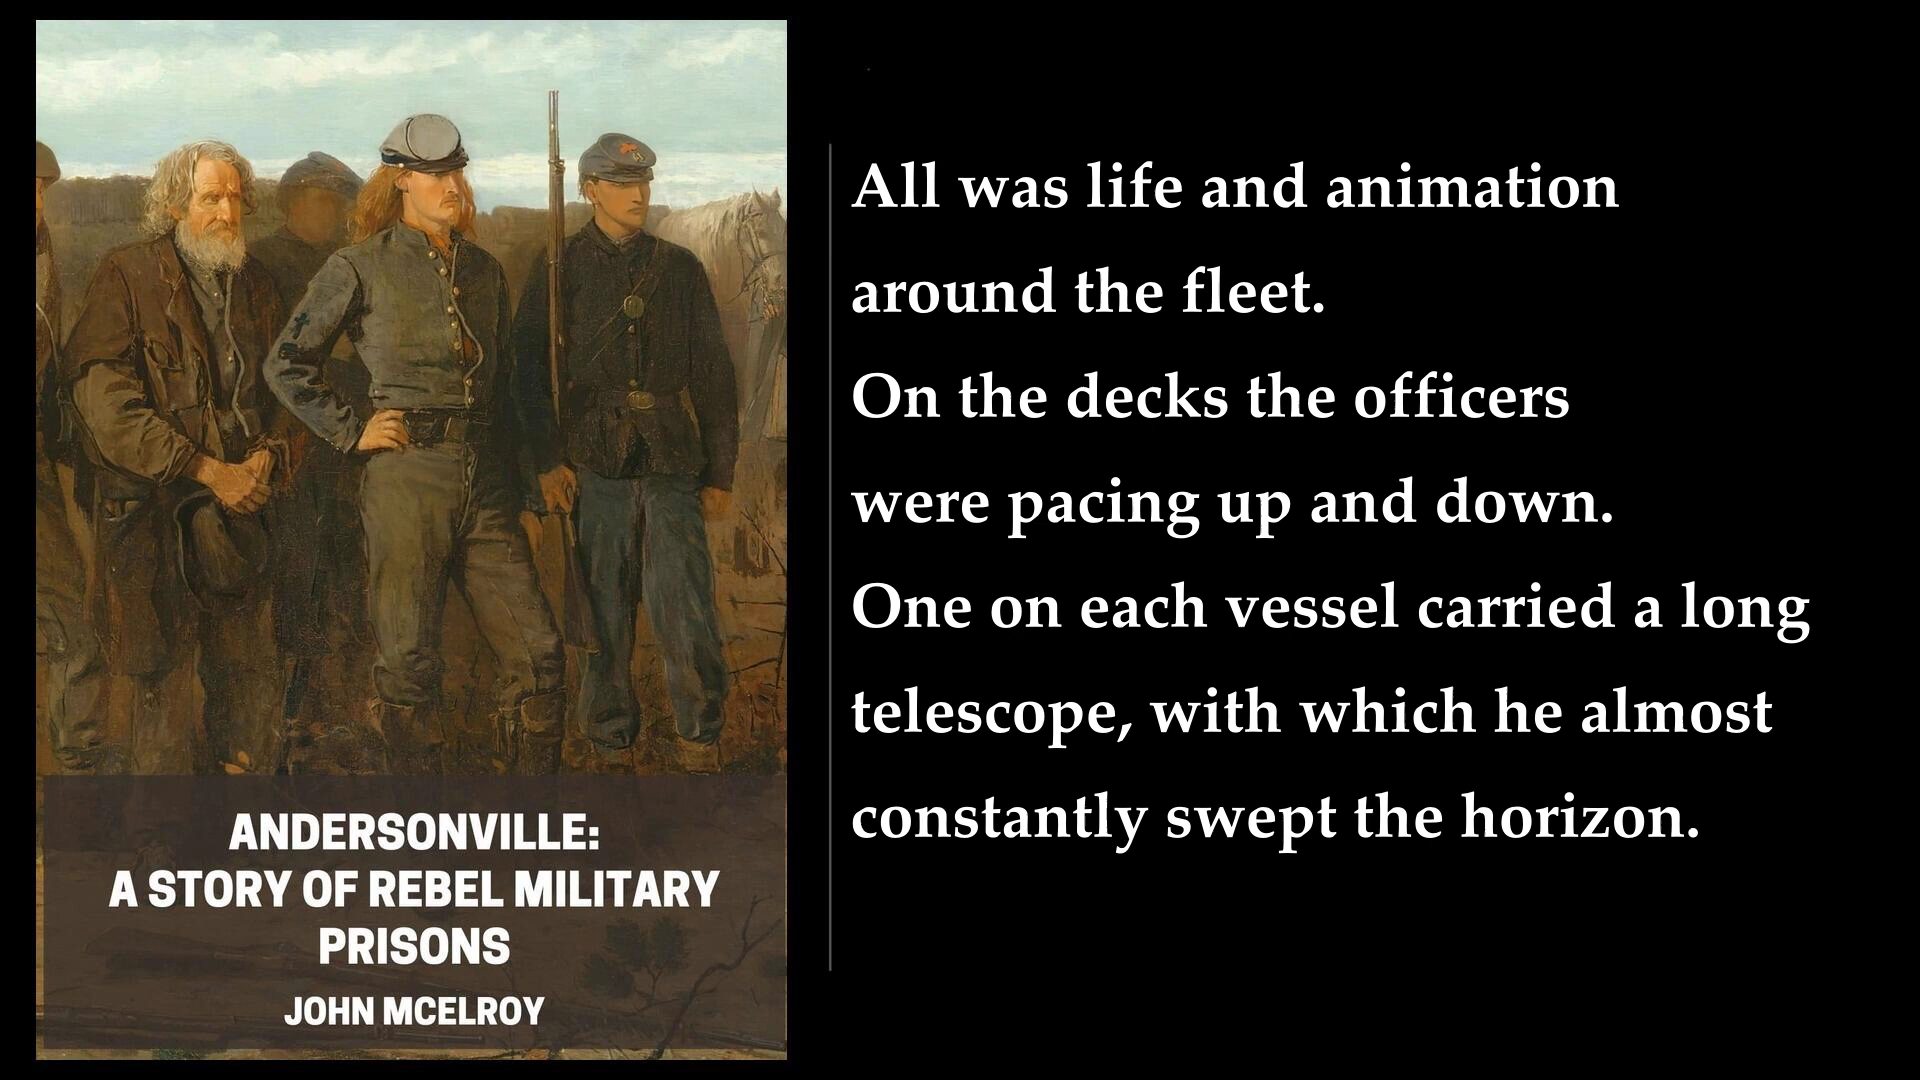 ANDERSONVILLE:
A STORY OF REBEL MILITARY
PRISONS
JOHN MCELROY
All was life and animation
around the fleet.
On the decks the officers
were pacing up and down.
One on each vessel carried a long
telescope, with which he almost
constantly swept the horizon.